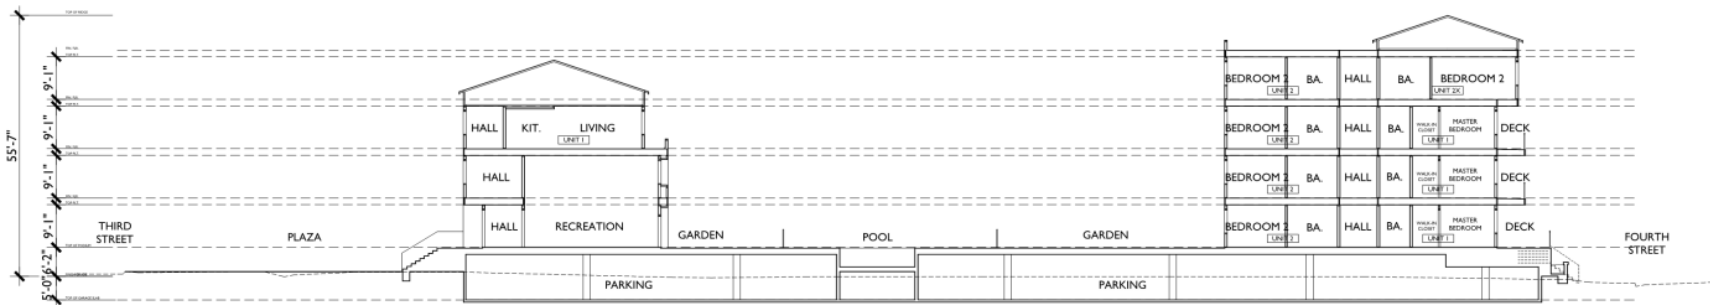 TOP OF RIDGE
9'-1"
BEDROOM 2
BA.
HALL
BA.
BEDROOM 2
UNIT 2
UNIT 2X
55'-7"
9'-1"
HALL
KIT.
LIVING
UNIT 1
BEDROOM 2
BA.
HALL
BA.
WALK-IN
CLOSET
MASTER
BEDROOM
DECK
UNIT 2
UNIT 1
9'-1"
HALL
BEDROOM 2
BA.
HALL
BA.
WALK-IN
CLOSET
MASTER
BEDROOM
DECK
UNIT 2
UNIT 1
9'-1"
THIRD
STREET
PLAZA
HALL
RECREATION
GARDEN
POOL
GARDEN
BEDROOM 2
BA.
HALL
BA.
WALK-IN
CLOSET
MASTER
BEDROOM
DECK
UNIT 2
UNIT 1
FOURTH
STREET
6'-2"
5'-0"
PARKING
PARKING